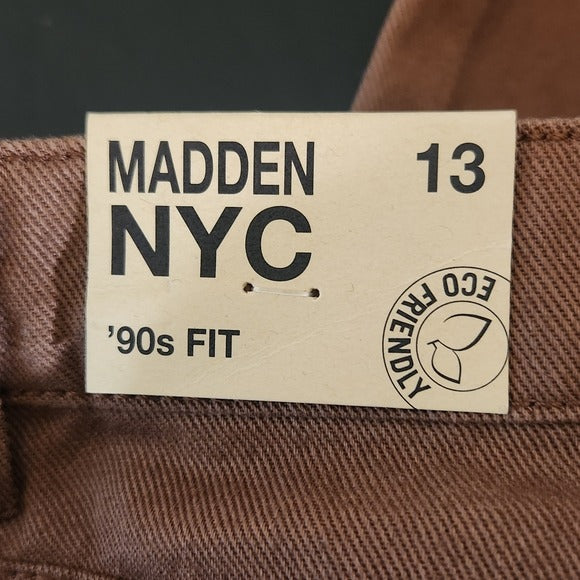 MADDEN 13
NYC
'90s FIT
ECO FRIENDLY